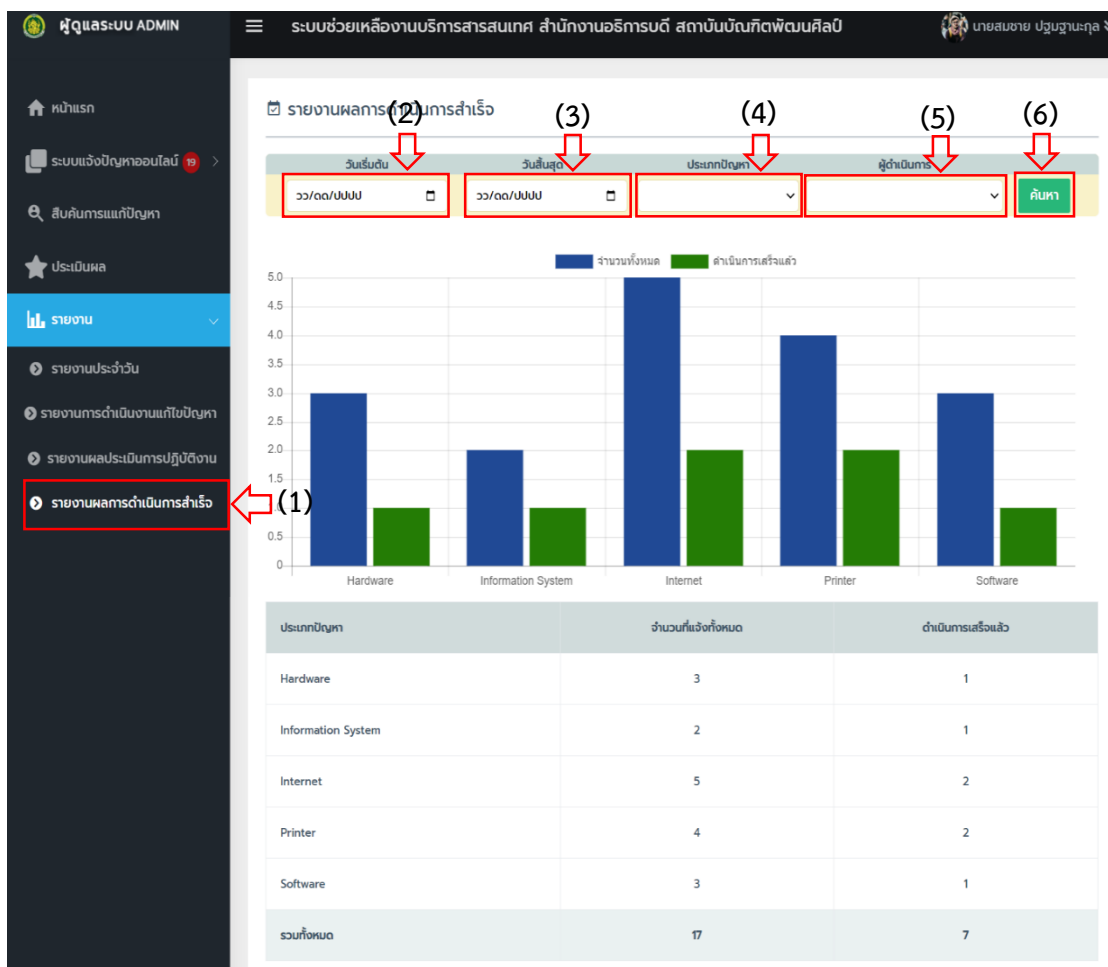 ผู้ดูแลระบบ ADMIN
ระบบช่วยเหลืองานบริการสารสนเทศ สำนักงานอธิการบดี สถาบันบัณฑิตพัฒนศิลป์
นายสมชาย ปฐมฐานะกุล
หน้าแรก
ระบบแจ้งปัญหาออนไลน์ 19
สืบค้นการแแก้ปัญหา
ประเมินผล
รายงาน
รายงานประจำวัน
รายงานการดำเนินงานแก้ไขปัญหา
รายงานผลประเมินการปฏิบัติงาน
รายงานผลการดำเนินการสำเร็จ
(1)
รายงานผลการดำเนินการสำเร็จ
(2) (3) (4) (5) (6)
วันเริ่มต้น วันสิ้นสุด ประเภทปัญหา ผู้ดำเนินการ
วว/ดด/ปปปป วว/ดด/ปปปป ค้นหา
จำนวนทั้งหมด ดำเนินการเสร็จแล้ว
5.0
4.5
4.0
3.5
3.0
2.5
2.0
1.5
0.5
0
Hardware Information System Internet Printer Software
ประเภทปัญหา จำนวนที่แจ้งทั้งหมด ดำเนินการเสร็จแล้ว
Hardware 3 1
Information System 2 1
Internet 5 2
Printer 4 2
Software 3 1
รวมทั้งหมด 17 7